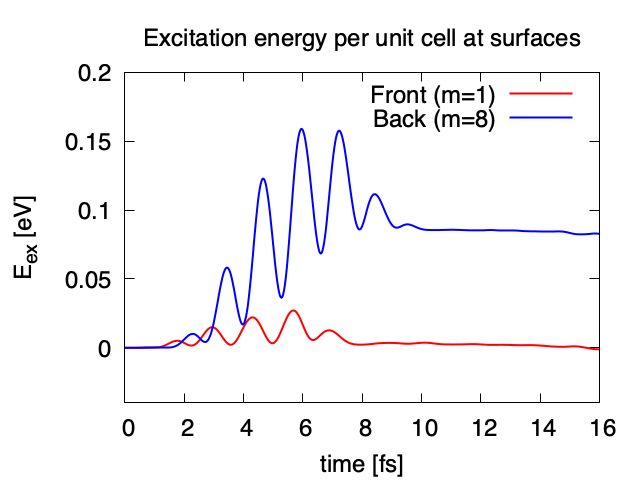 Excitation energy per unit cell at surfaces
0.2
0.15
0.1
0.05
0
E_ex [eV]
Front (m=1)
Back (m=8)
0 2 4 6 8 10 12 14 16
time [fs]